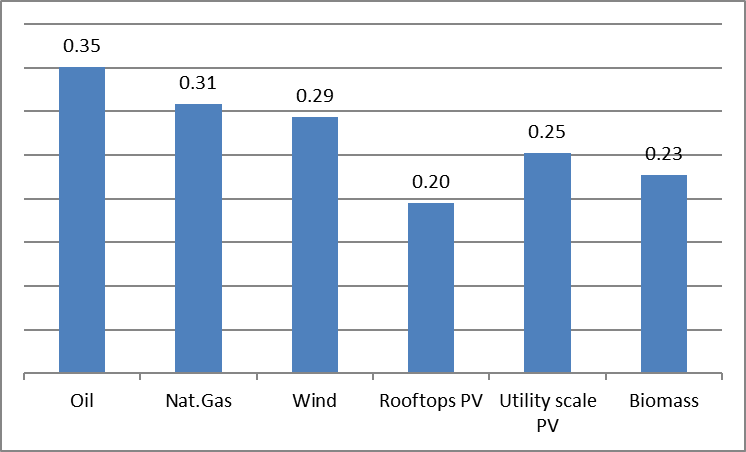 0.35
0.31
0.29
0.20
0.25
0.23
Oil
Nat.Gas
Wind
Rooftops PV
Utility scale
PV
Biomass